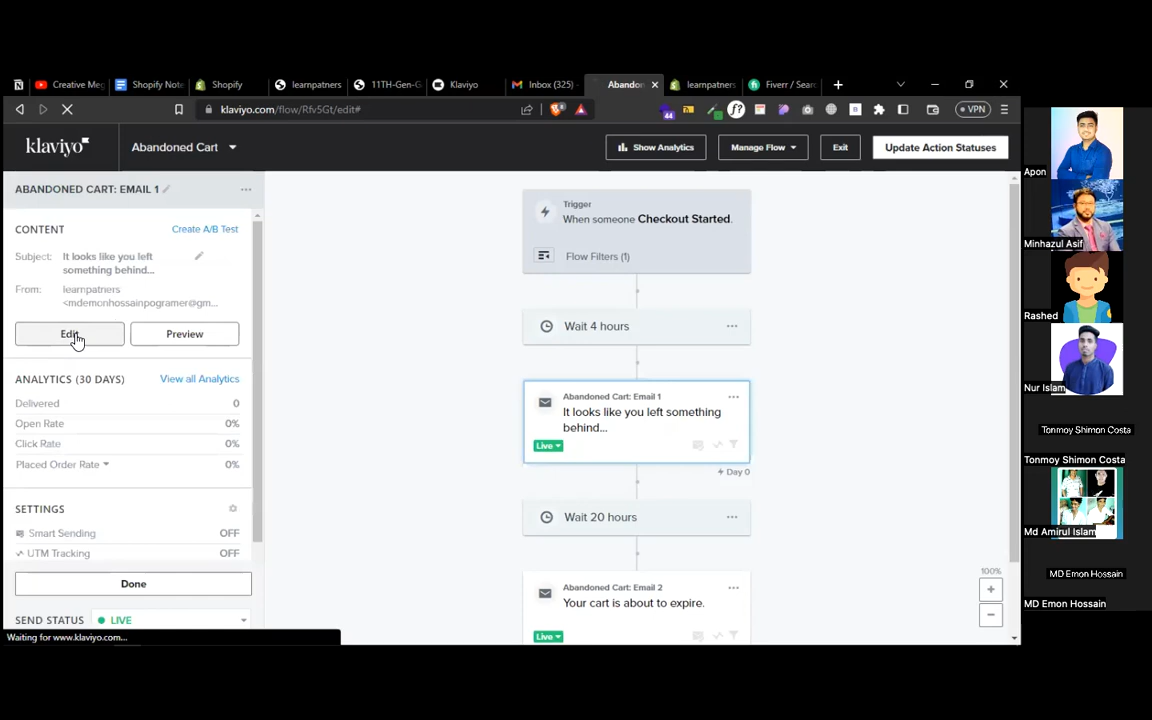 Creative Meg
Shopify Note
Shopify
learnpatners
11TH-Gen-G
Klaviyo
Inbox (325)
Abandon
learnpatners
Fiverr / Sear
klaviyo.com/flow/Rfv5Gt/edit#
44
VPN
klaviyo
Abandoned Cart
Show Analytics
Manage Flow
Exit
Update Action Statuses
ABANDONED CART: EMAIL 1
CONTENT
Create A/B Test
Subject:
It looks like you left
something behind...
From:
learnpatners
<mdemonhossainpogramer@gm...
Edit
Preview
ANALYTICS (30 DAYS)
View all Analytics
Delivered
0
Open Rate
0%
Click Rate
0%
Placed Order Rate
0%
SETTINGS
Smart Sending
OFF
UTM Tracking
OFF
Done
SEND STATUS
LIVE
Waiting for www.klaviyo.com...
Trigger
When someone Checkout Started.
Flow Filters (1)
Wait 4 hours
Abandoned Cart: Email 1
It looks like you left something
behind...
Live
Day 0
Wait 20 hours
Abandoned Cart: Email 2
Your cart is about to expire.
Live
100%
Apon
Minhazul Asif
Rashed
Nur Islam
Tonmoy Shimon Costa
Tonmoy Shimon Costa
Md Amirul Islam
MD Emon Hossain
MD Emon Hossain